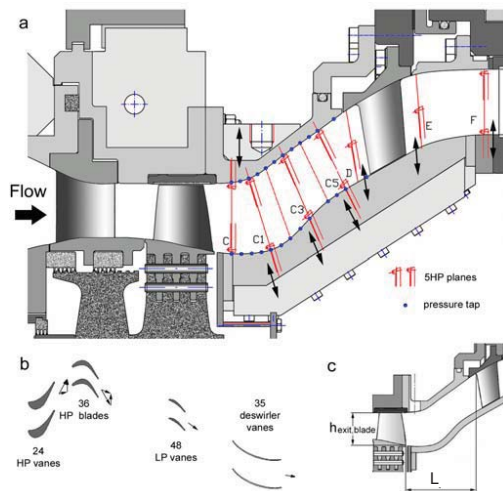 a
Flow
C
C1
C3
C5
D
E
F
5HP planes
pressure tap
b
36
HP blades
24
HP vanes
48
LP vanes
35
deswirler
vanes
c
hexit,blade
L